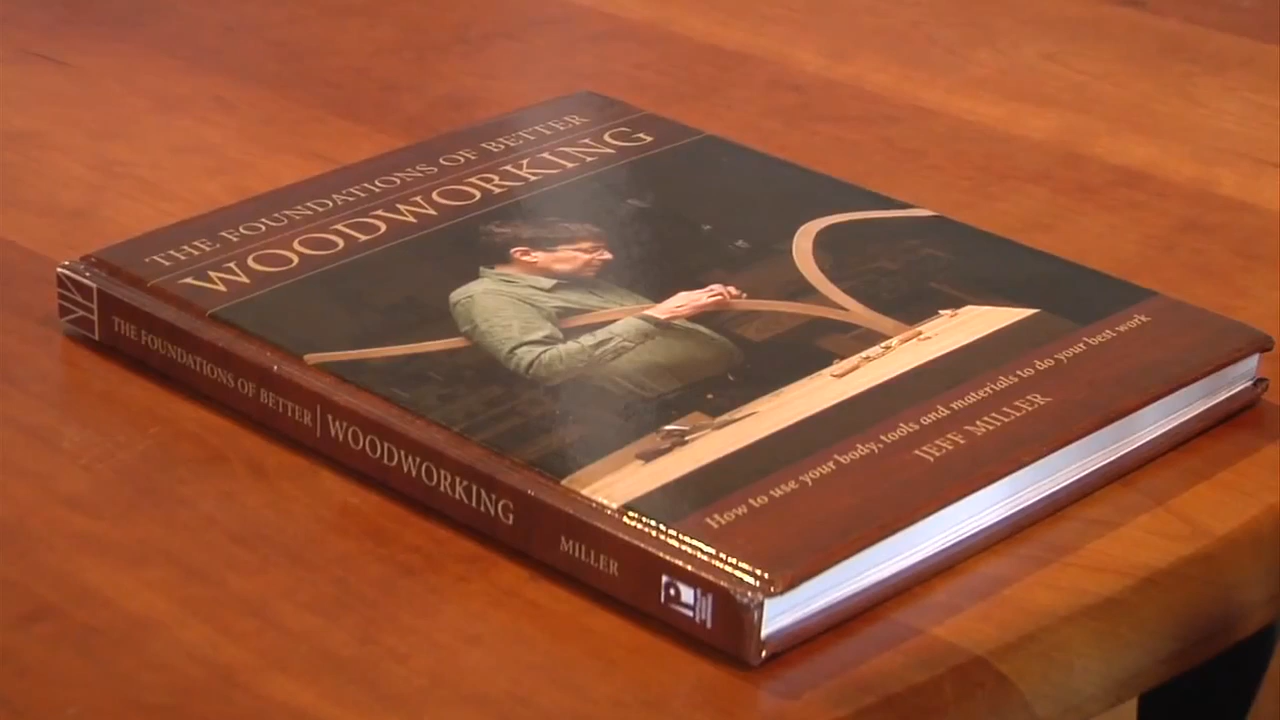 THE FOUNDATIONS OF BETTER
WOODWORKING
How to use your body, tools and materials to do your best work
JEFF MILLER
THE FOUNDATIONS OF BETTER | WOODWORKING
MILLER